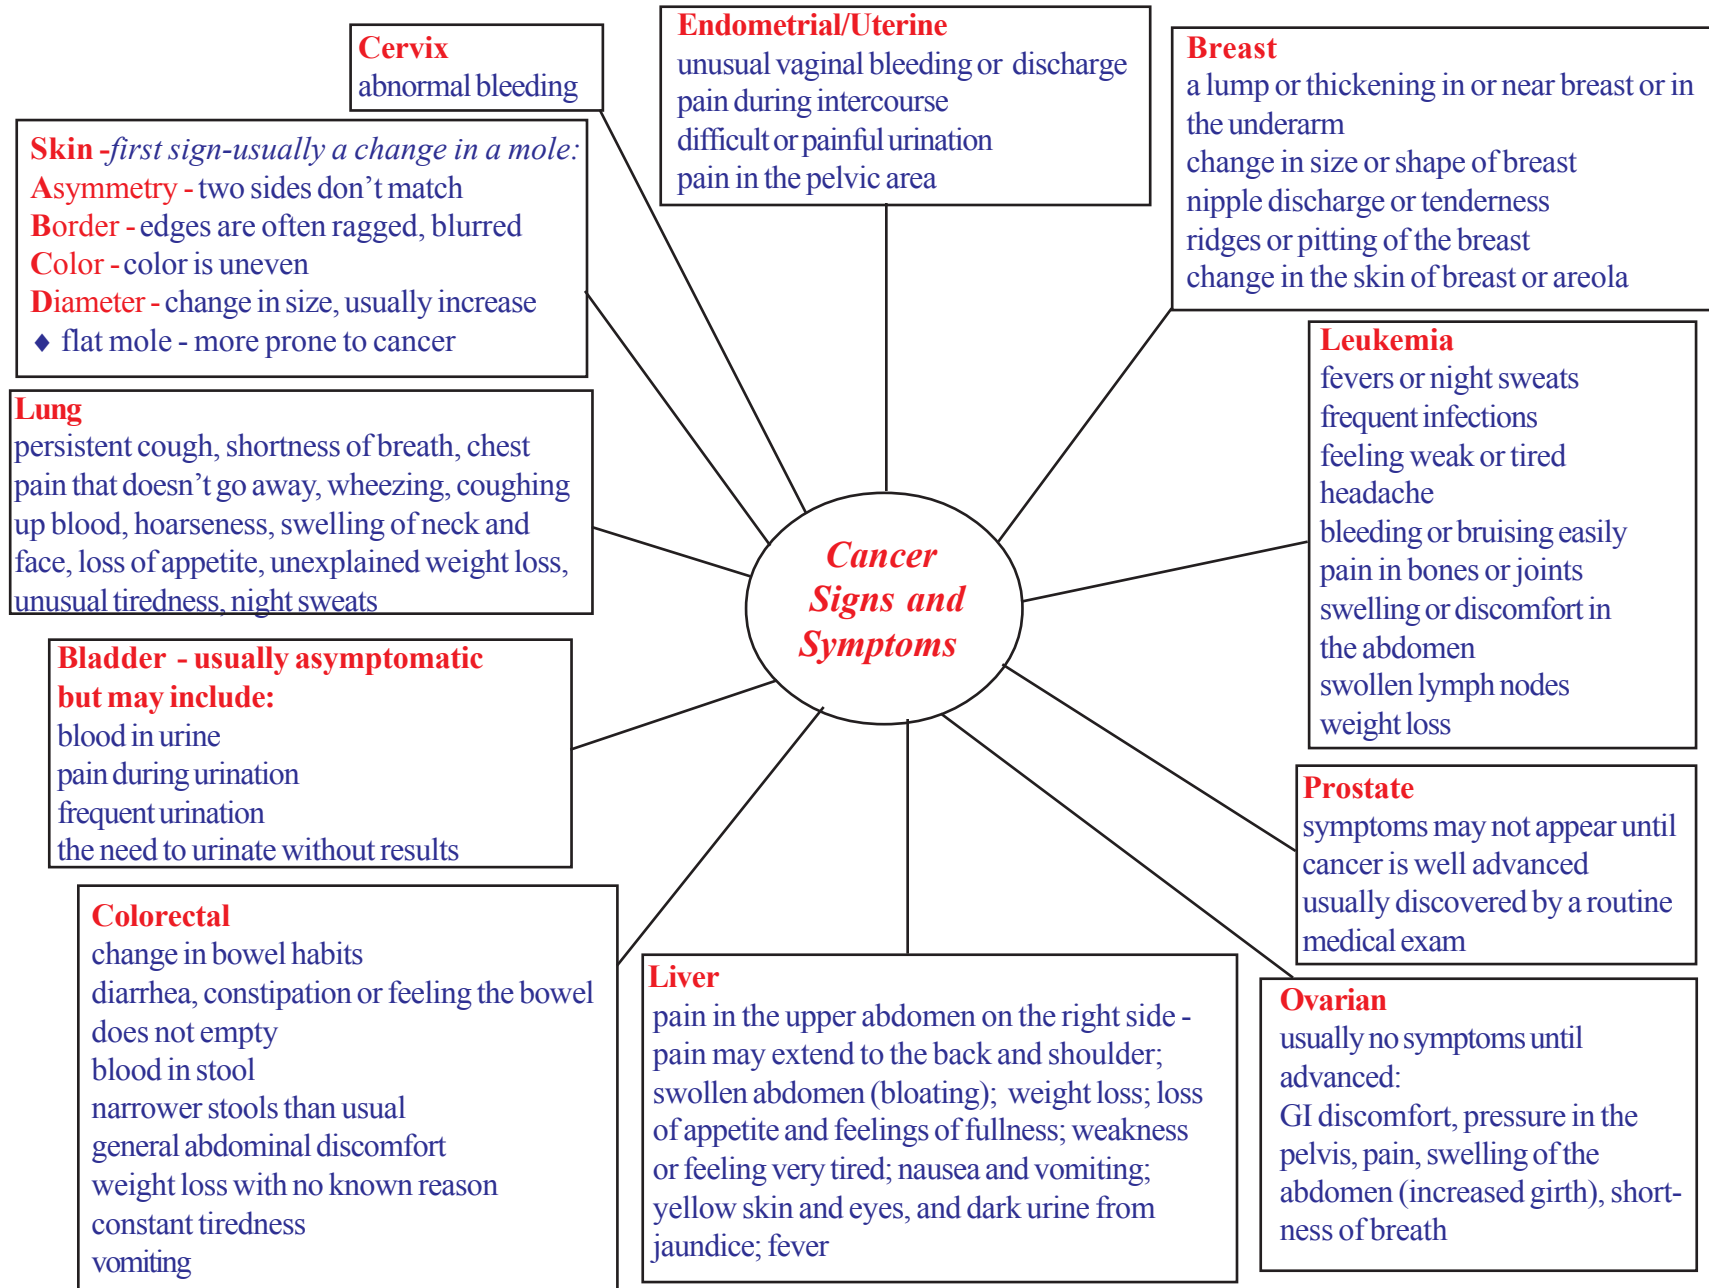 Cervix
abnormal bleeding
Endometrial/Uterine
unusual vaginal bleeding or discharge
pain during intercourse
difficult or painful urination
pain in the pelvic area
Breast
a lump or thickening in or near breast or in
the underarm
change in size or shape of breast
nipple discharge or tenderness
ridges or pitting of the breast
change in the skin of breast or areola
Skin -first sign-usually a change in a mole:
Asymmetry - two sides don’t match
Border - edges are often ragged, blurred
Color - color is uneven
Diameter - change in size, usually increase
♦ flat mole - more prone to cancer
Leukemia
fevers or night sweats
frequent infections
feeling weak or tired
headache
bleeding or bruising easily
pain in bones or joints
swelling or discomfort in
the abdomen
swollen lymph nodes
weight loss
Lung
persistent cough, shortness of breath, chest
pain that doesn’t go away, wheezing, coughing
up blood, hoarseness, swelling of neck and
face, loss of appetite, unexplained weight loss,
unusual tiredness, night sweats
Cancer
Signs and
Symptoms
Bladder - usually asymptomatic
but may include:
blood in urine
pain during urination
frequent urination
the need to urinate without results
Prostate
symptoms may not appear until
cancer is well advanced
usually discovered by a routine
medical exam
Colorectal
change in bowel habits
diarrhea, constipation or feeling the bowel
does not empty
blood in stool
narrower stools than usual
general abdominal discomfort
weight loss with no known reason
constant tiredness
vomiting
Liver
pain in the upper abdomen on the right side -
pain may extend to the back and shoulder;
swollen abdomen (bloating); weight loss; loss
of appetite and feelings of fullness; weakness
or feeling very tired; nausea and vomiting;
yellow skin and eyes, and dark urine from
jaundice; fever
Ovarian
usually no symptoms until
advanced:
GI discomfort, pressure in the
pelvis, pain, swelling of the
abdomen (increased girth), short-
ness of breath